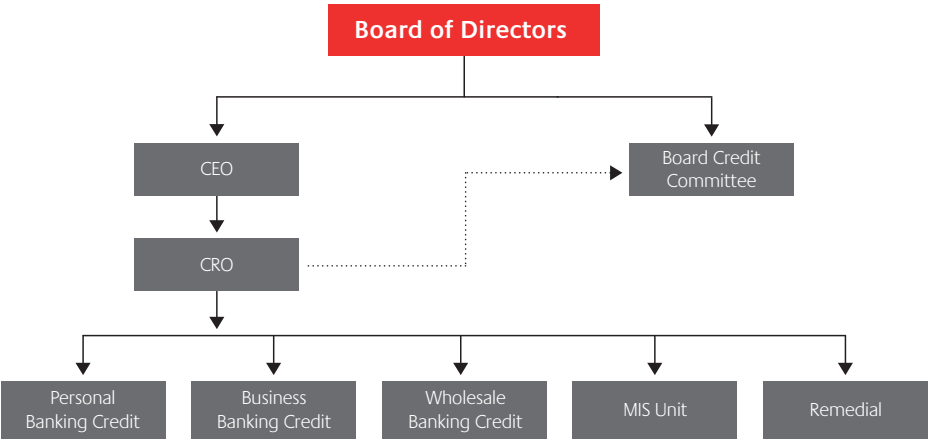 Board of Directors
CEO
Board Credit
Committee
CRO
Personal
Banking Credit
Business
Banking Credit
Wholesale
Banking Credit
MIS Unit
Remedial